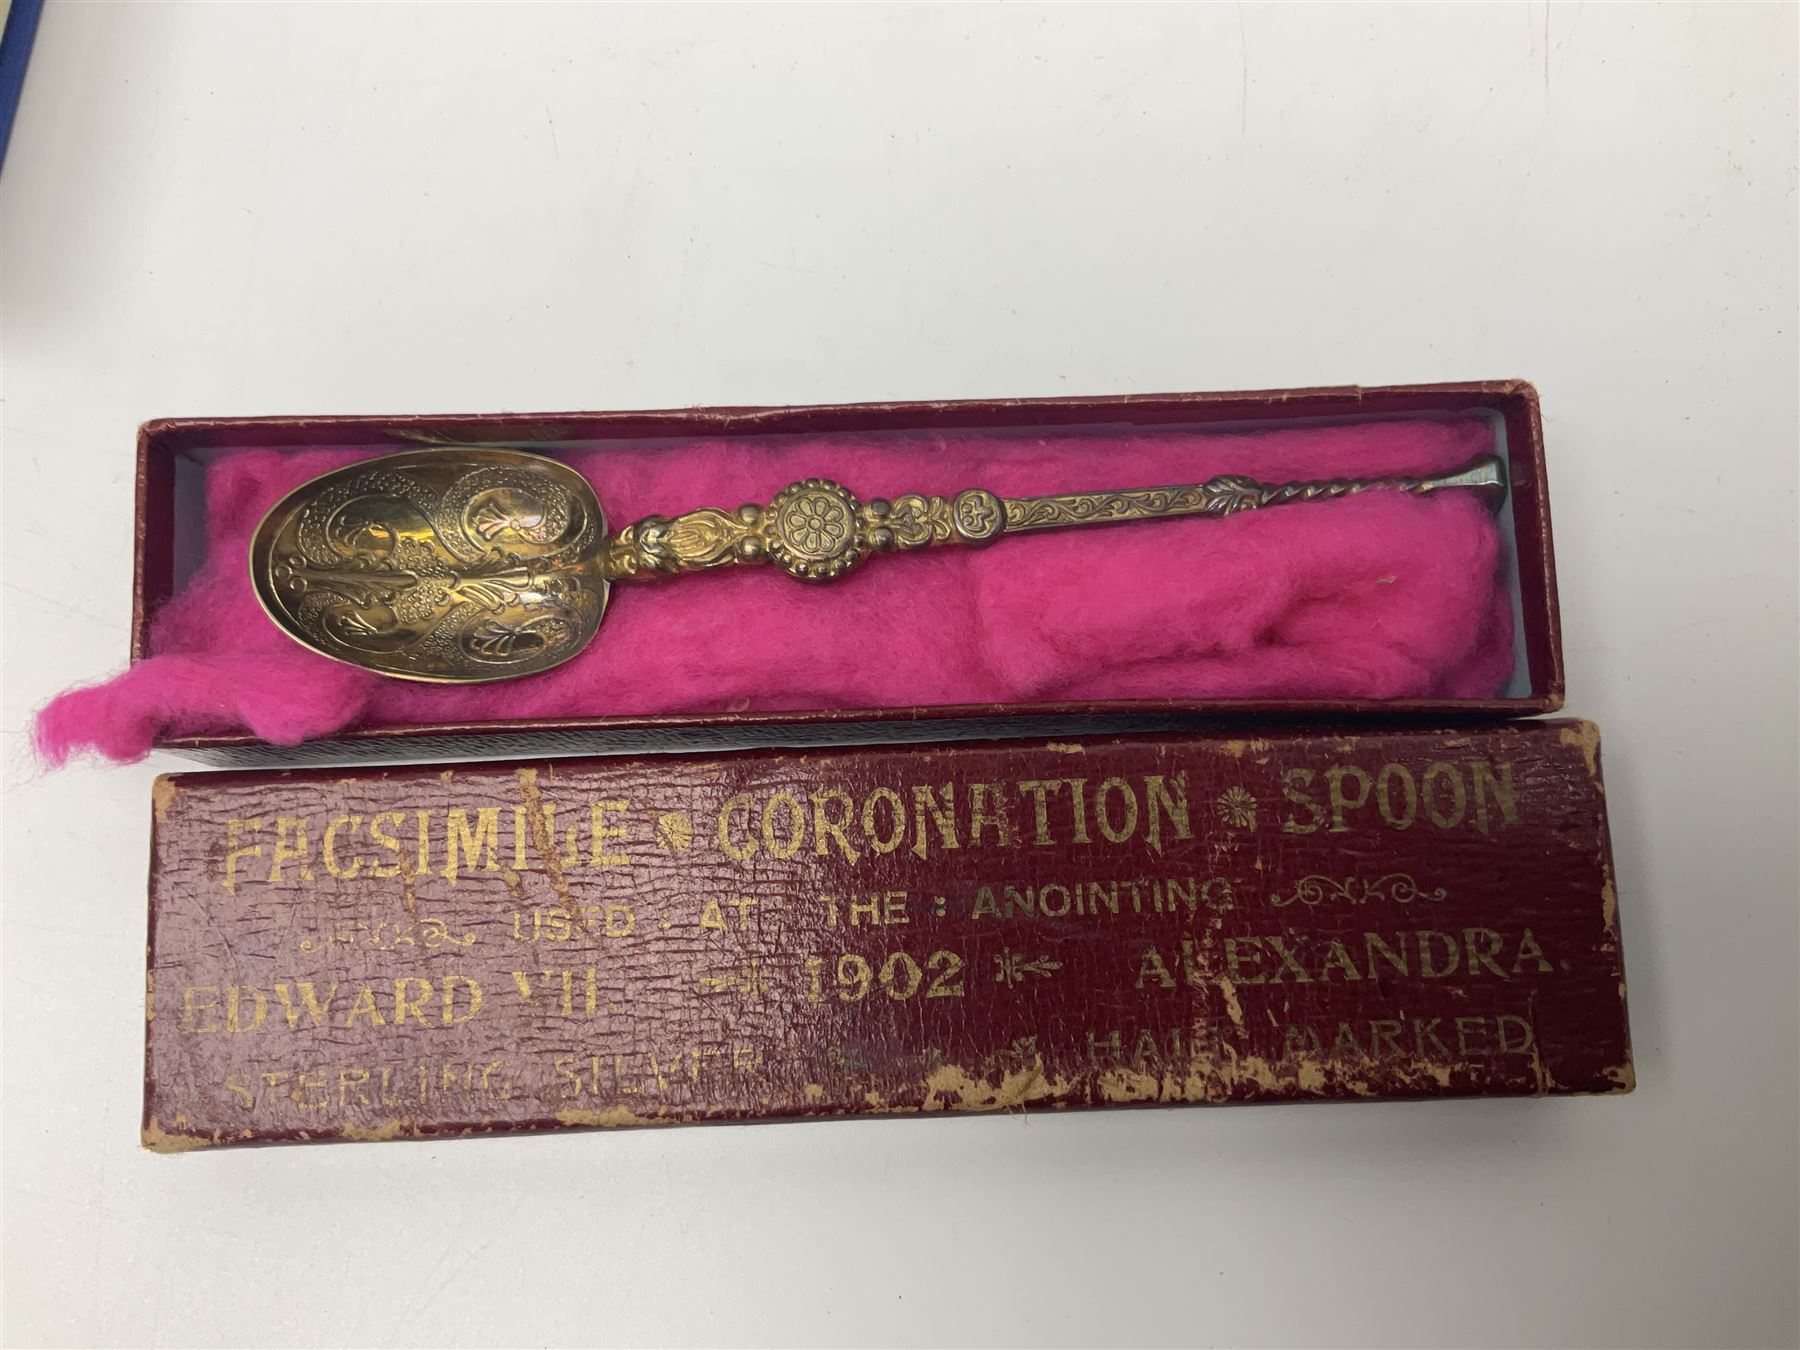 FACSIMILE CORONATION SPOON
USED : AT : THE : ANOINTING
EDWARD VII. 1902 ALEXANDRA.
STERLING SILVER HALL MARKED